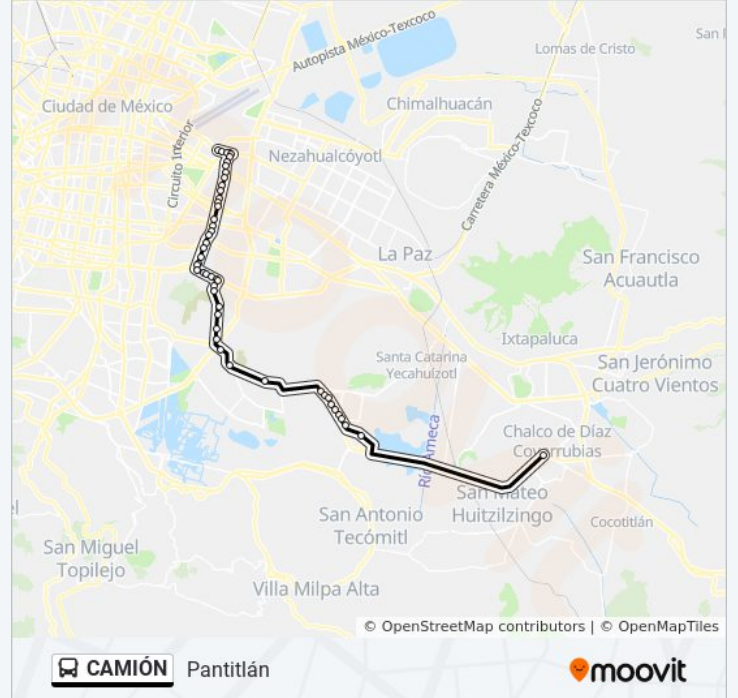 Autopista México-Texcoco
Lomas de Cristo
San
Ciudad de México
Chimalhuacán
Circuito Interior
Nezahualcóyotl
Carretera México-Texcoco
La Paz
San Francisco
Acuautla
Ixtapaluca
Santa Catarina
Yecahuízotl
San Jerónimo
Cuatro Vientos
Río Ameca
Chalco de Díaz
Covarrubias
San Mateo
Huitzilzingo
San Antonio
Tecómitl
Cocotitlán
San Miguel
Topilejo
Villa Milpa Alta
© OpenStreetMap contributors | © OpenMapTiles
CAMIÓN Pantitlán
moovit